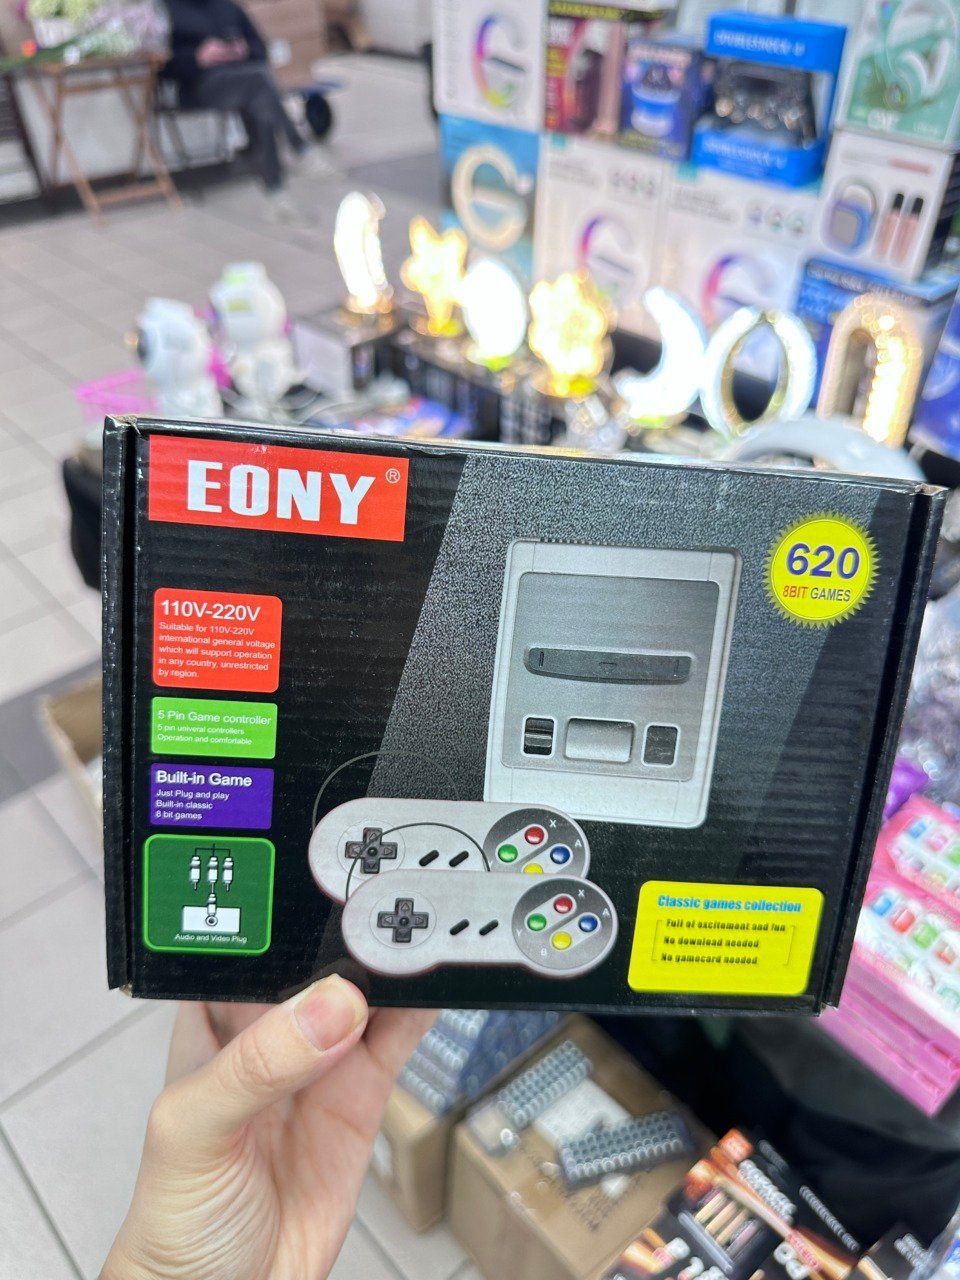 EONY®
620
8BIT GAMES
110V-220V
Suitable for 110V-220V
international general voltage
which will support operation
in any country, unrestricted
by region.
5 Pin Game controller
5 pin univeral controllers
Operation and comfortable
Built-in Game
Just Plug and play
Built-in classic
8 bit games
Audio and Video Plug
X
A
X
A
B
Classic games collection
Full of excitement and fun
No download needed
No gamecard needed